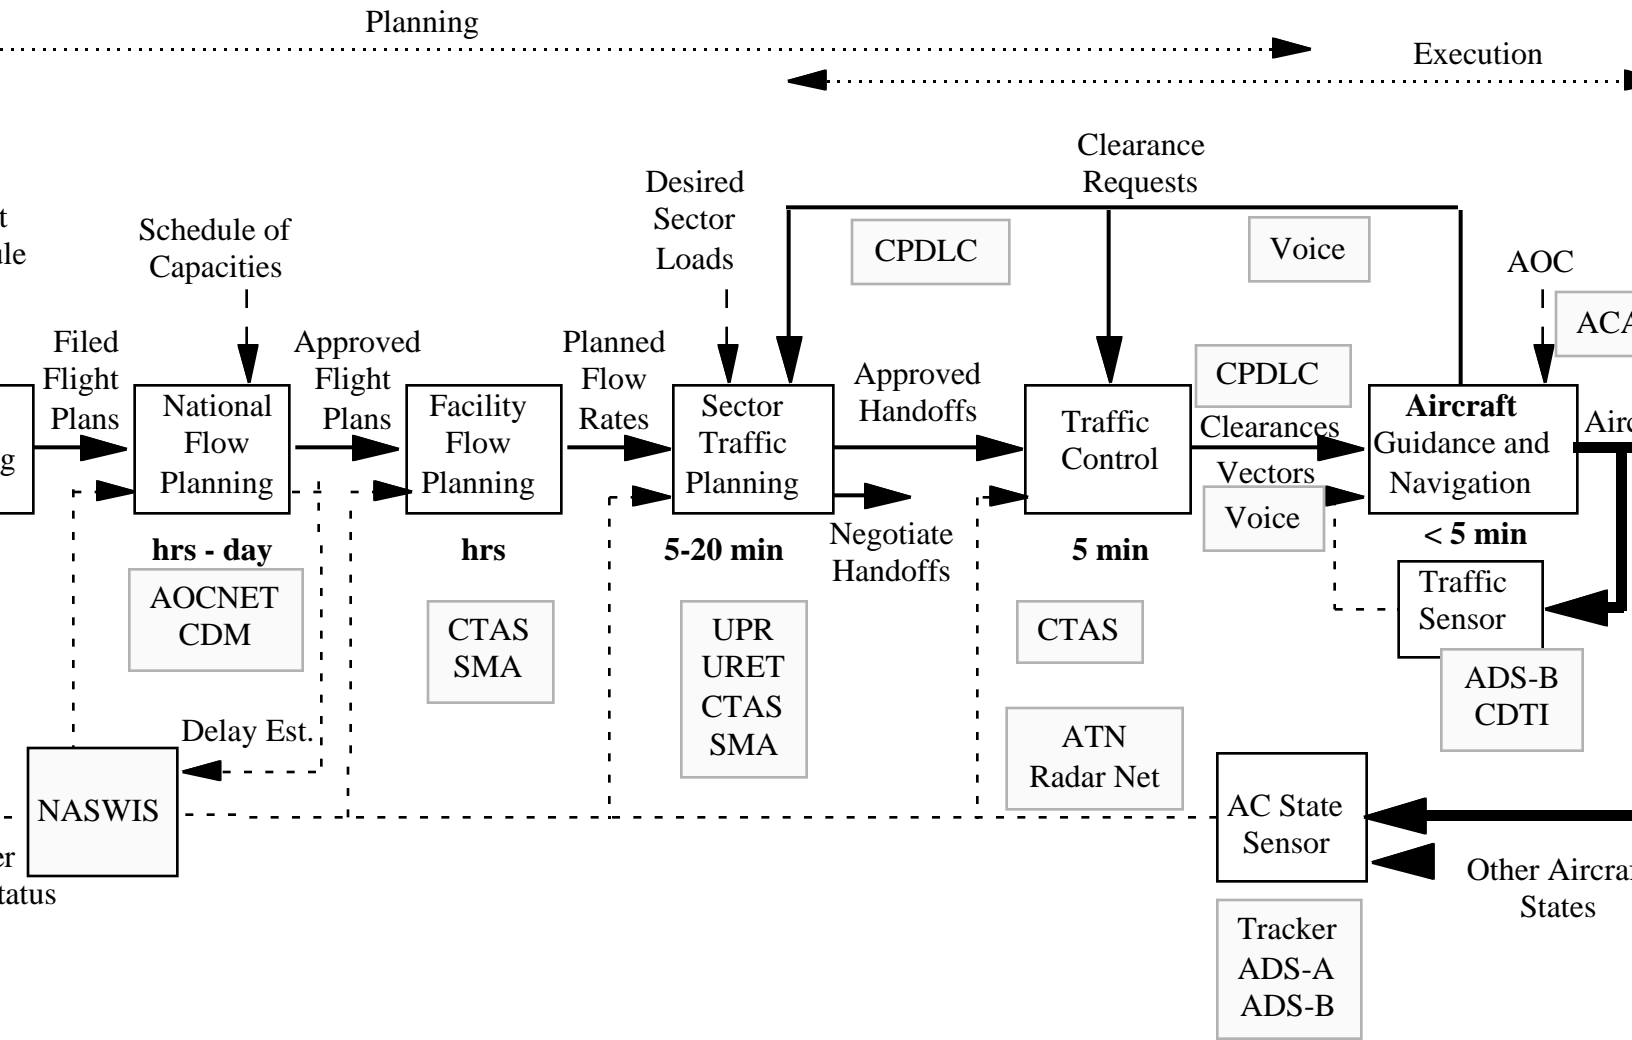 Planning
Execution
Clearance
Requests
Desired
Sector
Loads
Schedule of
Capacities
CPDLC
Voice
AOC
Filed
Flight
Plans
Approved
Flight
Plans
Planned
Flow
Rates
Approved
Handoffs
CPDLC
Clearances
Vectors
Voice
National
Flow
Planning
Facility
Flow
Planning
Sector
Traffic
Planning
Traffic
Control
Aircraft
Guidance and
Navigation
Negotiate
Handoffs
hrs - day
hrs
5-20 min
5 min
< 5 min
AOCNET
CDM
CTAS
SMA
UPR
URET
CTAS
SMA
CTAS
Traffic
Sensor
ADS-B
CDTI
Delay Est.
ATN
Radar Net
NASWIS
AC State
Sensor
Other
States
Tracker
ADS-A
ADS-B